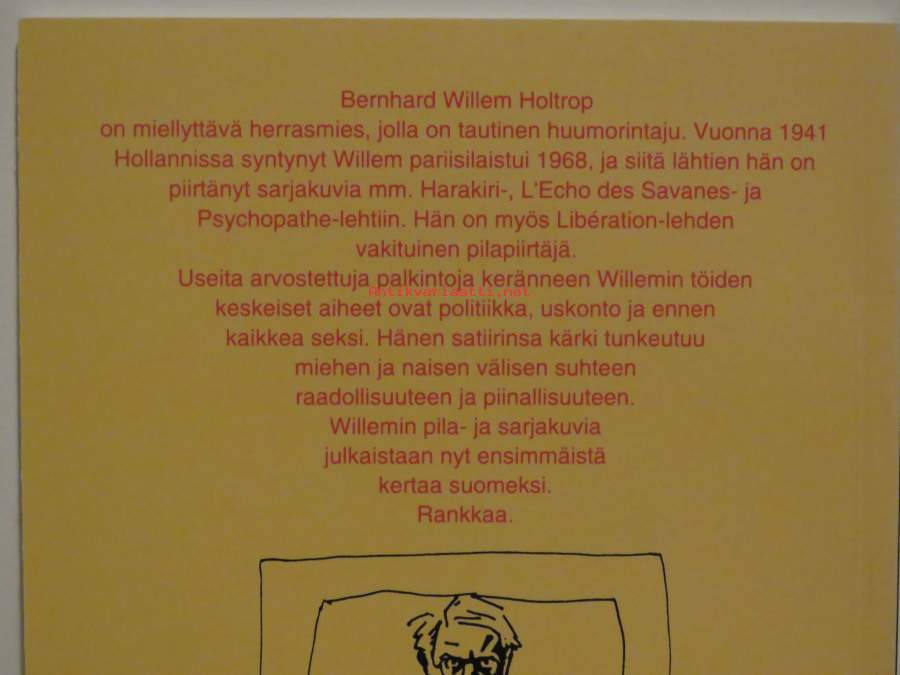 Bernhard Willem Holtrop
on miellyttävä herrasmies, jolla on tautinen huumorintaju. Vuonna 1941
Hollannissa syntynyt Willem pariisilaistui 1968, ja siitä lähtien hän on
piirtänyt sarjakuvia mm. Harakiri-, L'Echo des Savanes- ja
Psychopathe-lehtiin. Hän on myös Libération-lehden
vakituinen pilapiirtäjä.
Useita arvostettuja palkintoja keränneen Willemin töiden
Antikvariaatti.net
keskeiset aiheet ovat politiikka, uskonto ja ennen
kaikkea seksi. Hänen satiirinsa kärki tunkeutuu
miehen ja naisen välisen suhteen
raadollisuuteen ja piinallisuuteen.
Willemin pila- ja sarjakuvia
julkaistaan nyt ensimmäistä
kertaa suomeksi.
Rankkaa.